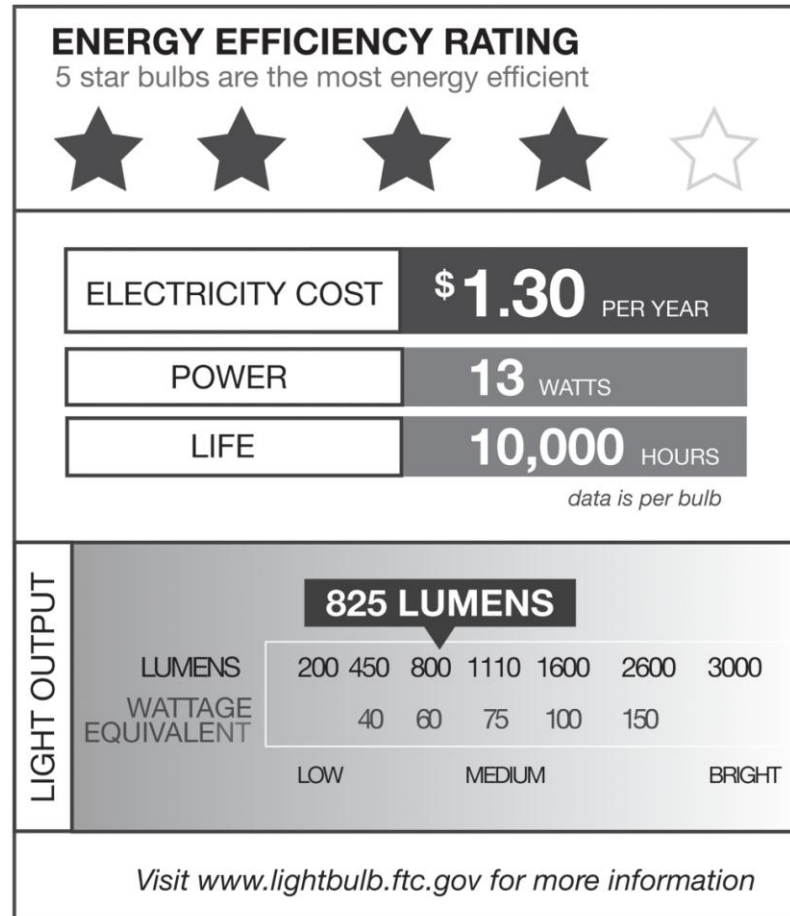 ENERGY EFFICIENCY RATING
5 star bulbs are the most energy efficient
ELECTRICITY COST $1.30 PER YEAR
POWER 13 WATTS
LIFE 10,000 HOURS
data is per bulb
LIGHT OUTPUT
825 LUMENS
LUMENS 200 450 800 1110 1600 2600 3000
WATTAGE
EQUIVALENT 40 60 75 100 150
LOW MEDIUM BRIGHT
Visit www.lightbulb.ftc.gov for more information